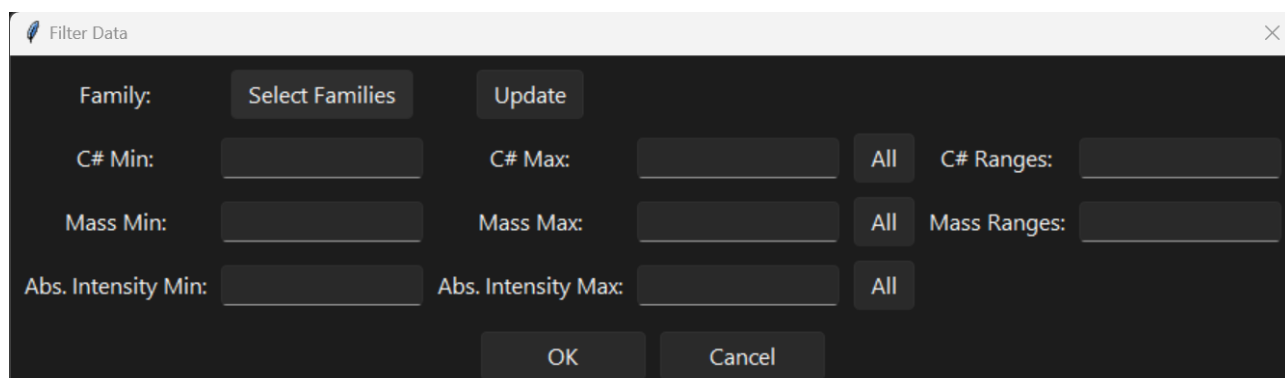 Filter Data
Family: Select Families Update
C# Min: C# Max: All C# Ranges:
Mass Min: Mass Max: All Mass Ranges:
Abs. Intensity Min: Abs. Intensity Max: All
OK Cancel